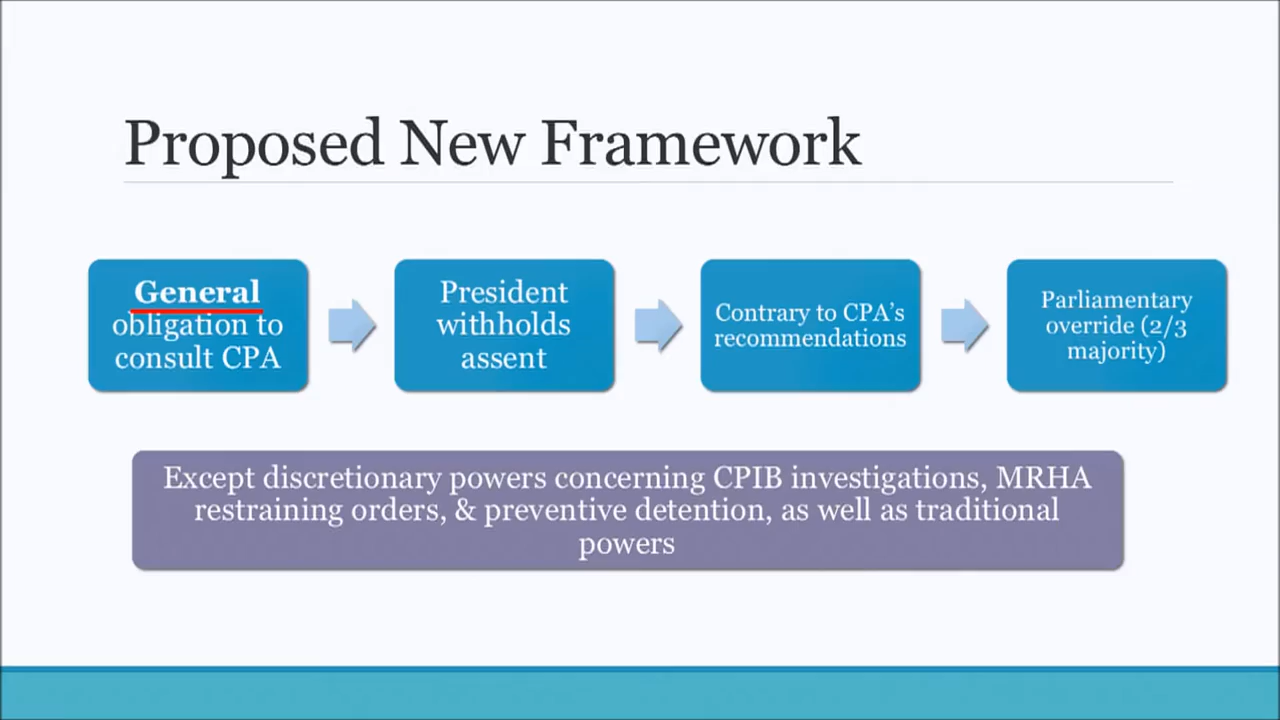 Proposed New Framework
General
obligation to
consult CPA
President
withholds
assent
Contrary to CPA’s
recommendations
Parliamentary
override (2/3
majority)
Except discretionary powers concerning CPIB investigations, MRHA
restraining orders, & preventive detention, as well as traditional
powers